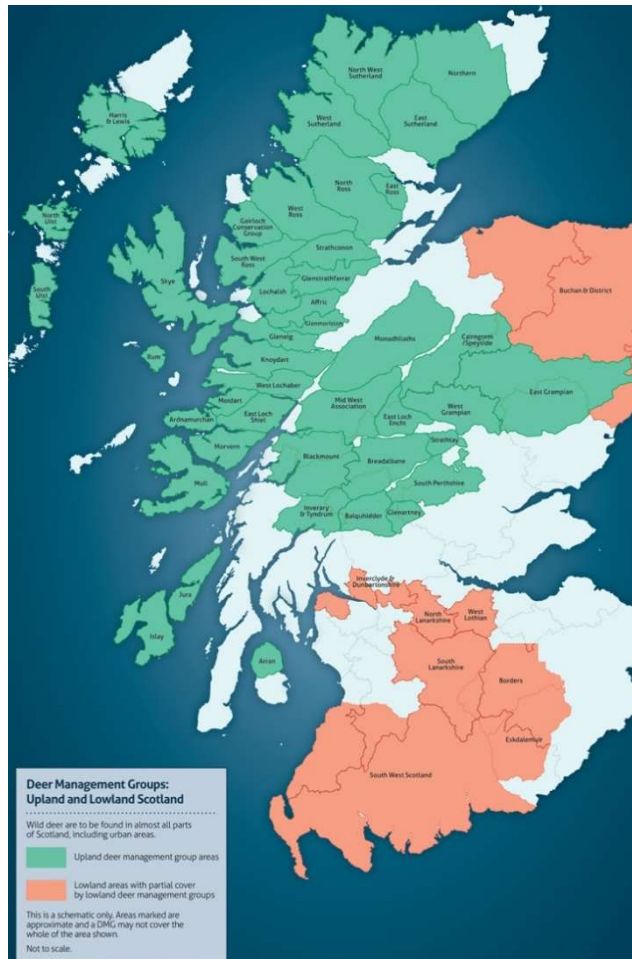 North West
Sutherland
Northern
Harris
& Lewis
West
Sutherland
East
Sutherland
North
Ross
East
Ross
West
Ross
North
Uist
Gairloch
Conservation
Group
Strathconon
South West
Ross
Glenstrathfarrar
Skye
Lochalsh
Affric
South
Uist
Glenmoriston
Buchan & District
Glenelg
Monadhliaths
Cairngorm
/Speyside
Rum
Knoydart
West Lochaber
Mid West
Association
East Grampian
Moidart
West
Grampian
Ardnamurchan
East Loch
Shiel
East Loch
Ericht
Morvern
Strathtay
Blackmount
Breadalbane
Mull
South Perthshire
Inverary
& Tyndrum
Balquhidder
Glenartney
Inverclyde &
Dunbartonshire
Jura
North
Lanarkshire
West
Lothian
Islay
Arran
South
Lanarkshire
Borders
Eskdalemuir
South West Scotland
Deer Management Groups:
Upland and Lowland Scotland
Wild deer are to be found in almost all parts
of Scotland, including urban areas.
Upland deer management group areas
Lowland areas with partial cover
by lowland deer management groups
This is a schematic only. Areas marked are
approximate and a DMG may not cover the
whole of the area shown.
Not to scale.